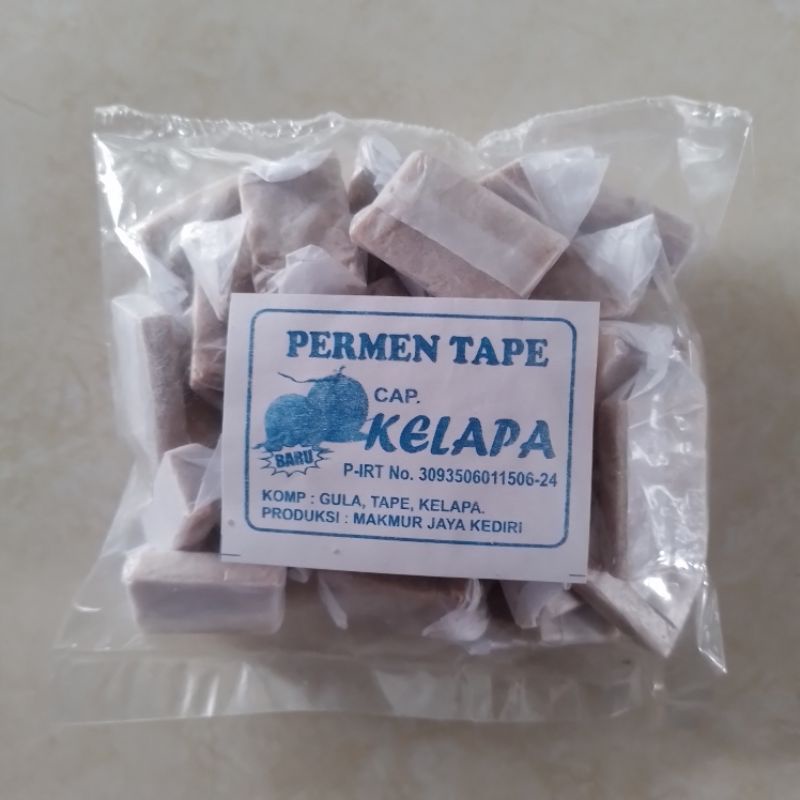 PERMEN TAPE
CAP.
KELAPA
BARU
P-IRT No. 3093506011506-24
KOMP : GULA, TAPE, KELAPA.
PRODUKSI : MAKMUR JAYA KEDIRI